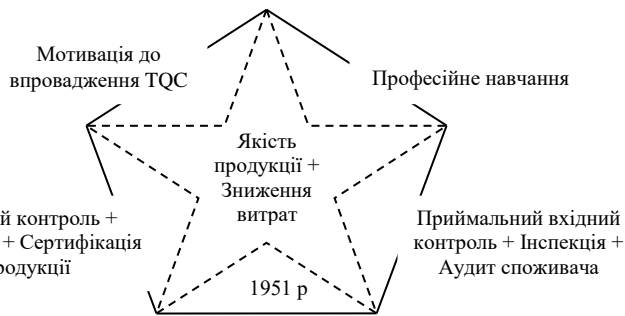 Мотивація до
впровадження TQC
Професійне навчання
Якість
продукції +
Зниження
витрат
контроль +
+ Сертифікація
Приймальний вхідний
контроль + Інспекція +
Аудит споживача
1951 р